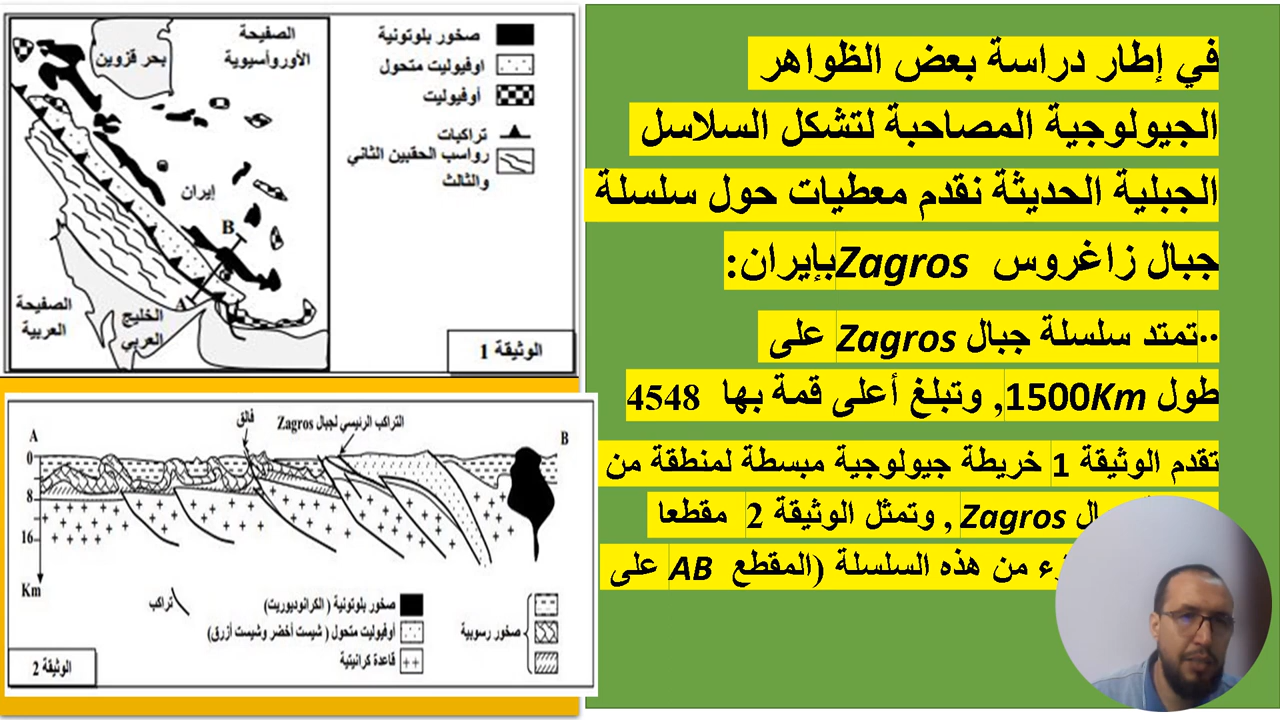 في إطار دراسة بعض الظواهر
الجيولوجية المصاحبة لتشكل السلاسل
الجبلية الحديثة نقدم معطيات حول سلسلة
جبال زاغروس Zagros بإيران:
··تمتد سلسلة جبال Zagros على
طول 1500Km, وتبلغ أعلى قمة بها 4548
تقدم الوثيقة 1 خريطة جيولوجية مبسطة لمنطقة من
Zagros , وتمثل الوثيقة 2 مقطعا
من هذه السلسلة (المقطع AB على
صخور بلوتونية
اوفيوليت متحول
أوفيوليت
تراكبات
رواسب الحقبين الثاني
والثالث
الصفيحة
الأوروأسيوية
بحر قزوين
إيران
B
A
الصفيحة
العربية
الخليج
العربي
الوثيقة 1
فالق
التراكب الرئيسي لجبال Zagros
A
B
0
8
16
Km
تراكب
صخور بلوتونية ( الكرانوديوريت)
أوفيوليت متحول ( شيست أخضر وشيست أزرق)
قاعدة كرانيتية
صخور رسوبية
الوثيقة 2